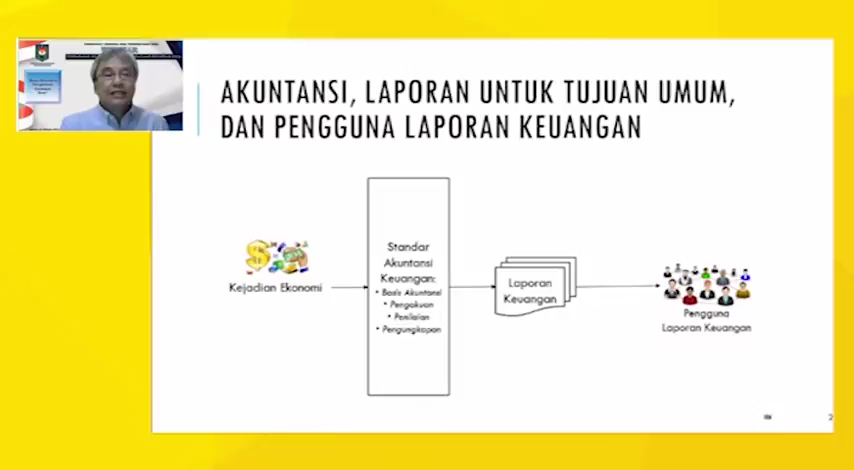 AKUNTANSI, LAPORAN UNTUK TUJUAN UMUM,
DAN PENGGUNA LAPORAN KEUANGAN
Kejadian Ekonomi
Standar
Akuntansi
Keuangan:
• Basis Akuntansi
• Pengakuan
• Penilaian
• Pengungkapan
Laporan
Keuangan
Pengguna
Laporan Keuangan
2